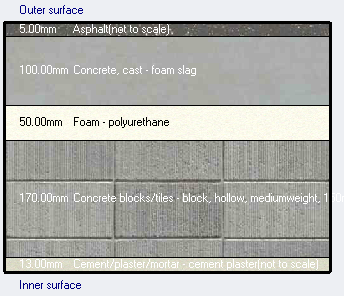 Outer surface
5.00mm Asphalt(not to scale)
100.00mm Concrete, cast - foam slag
50.00mm Foam - polyurethane
170.00mm Concrete blocks/tiles - block, hollow, mediumweight,
13.00mm Cement/plaster/mortar - cement plaster(not to scale)
Inner surface